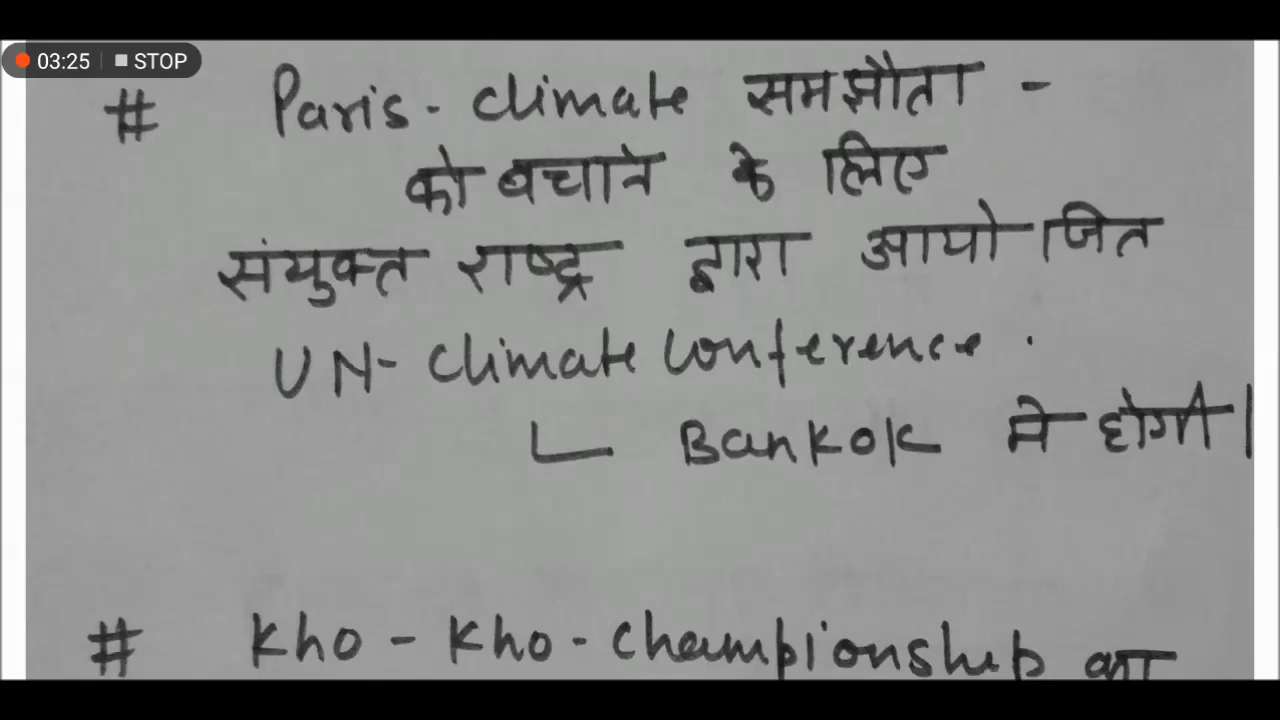 03:25 STOP
# Paris - climate समझौता -
को बचाने के लिए
संयुक्त राष्ट्र द्वारा आयोजित
UN - climate conference .
Bankok मे होगी।
# Kho - Kho - championship का